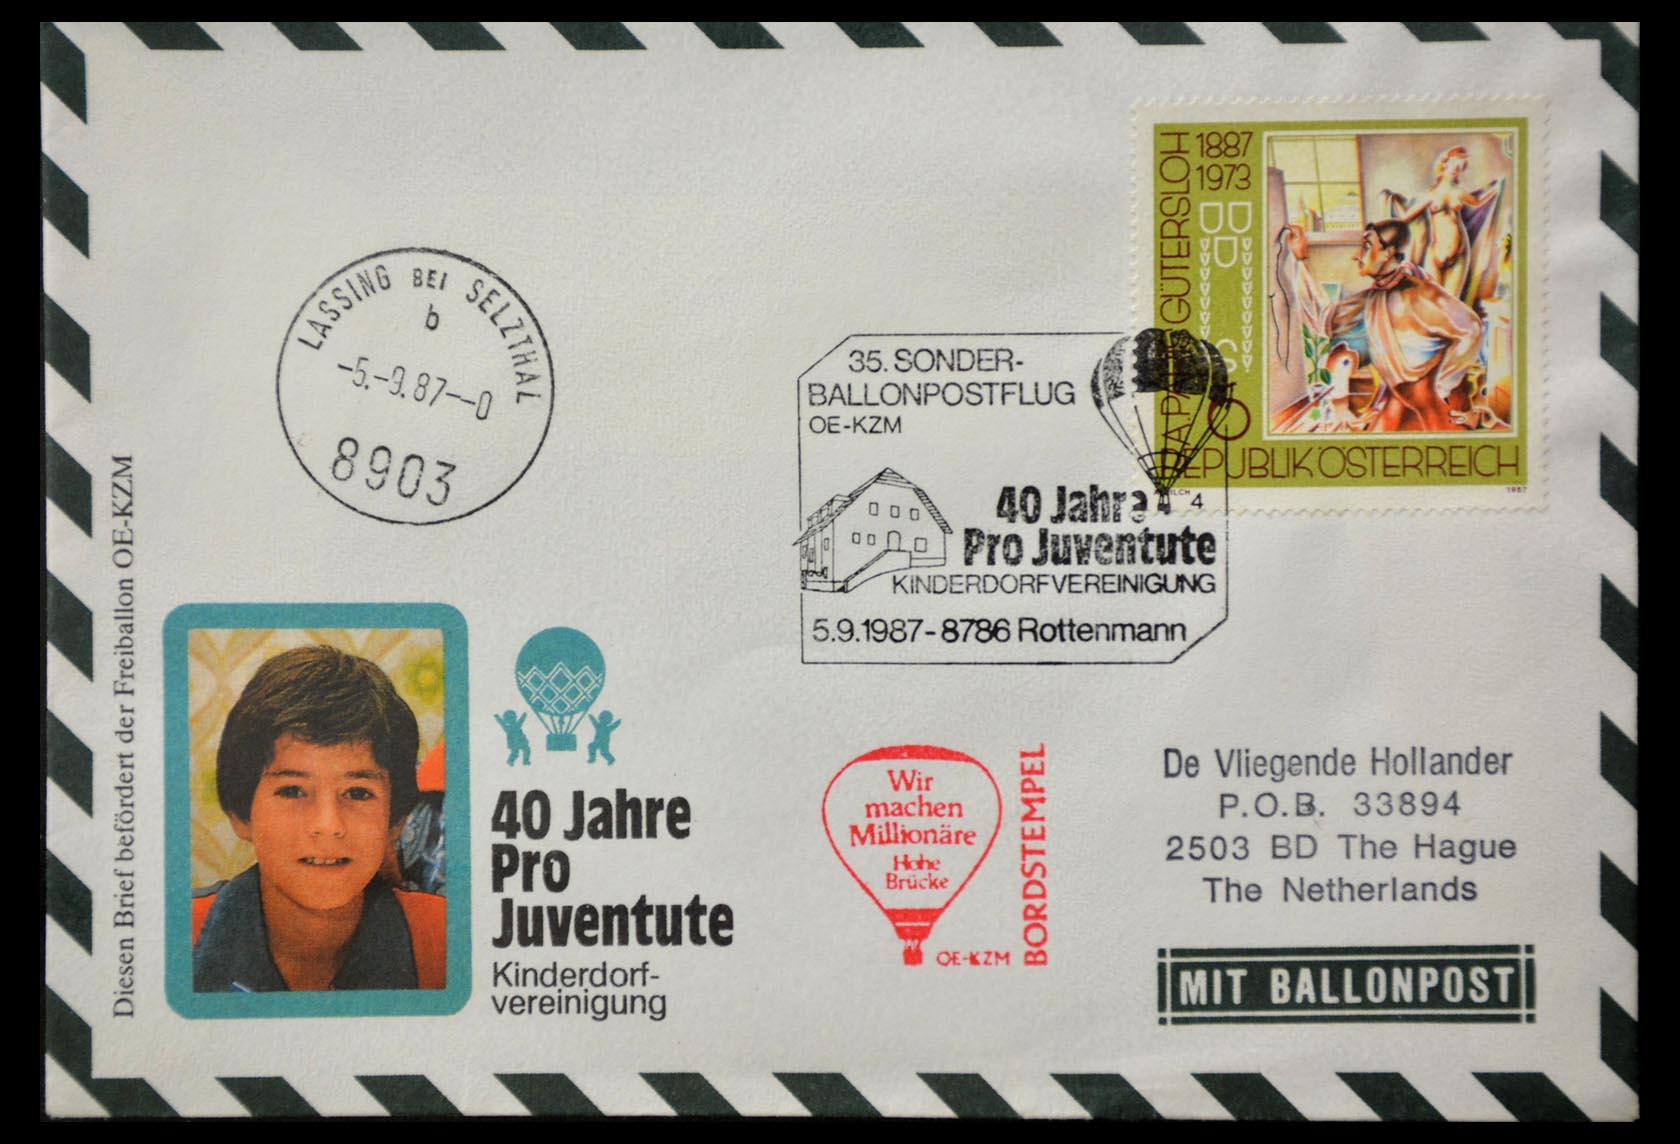 LASSING BEI SELZTHAL
b
-5.-9.87--0
8903
GÜTERSLOH
1887
1973
REPUBLIK ÖSTERREICH
4
1987
35. SONDER-
BALLONPOSTFLUG
OE-KZM
40 Jahre
Pro Juventute
KINDERDORFVEREINIGUNG
5.9.1987-8786 Rottenmann
Diesen Brief befördert der Freiballon OE-KZM
40 Jahre
Pro
Juventute
Kinderdorf-
vereinigung
Wir
machen
Millionäre
Hohe
Brücke
OE-KZM
BORDSTEMPEL
De Vliegende Hollander
P.O.B. 33894
2503 BD The Hague
The Netherlands
MIT BALLONPOST